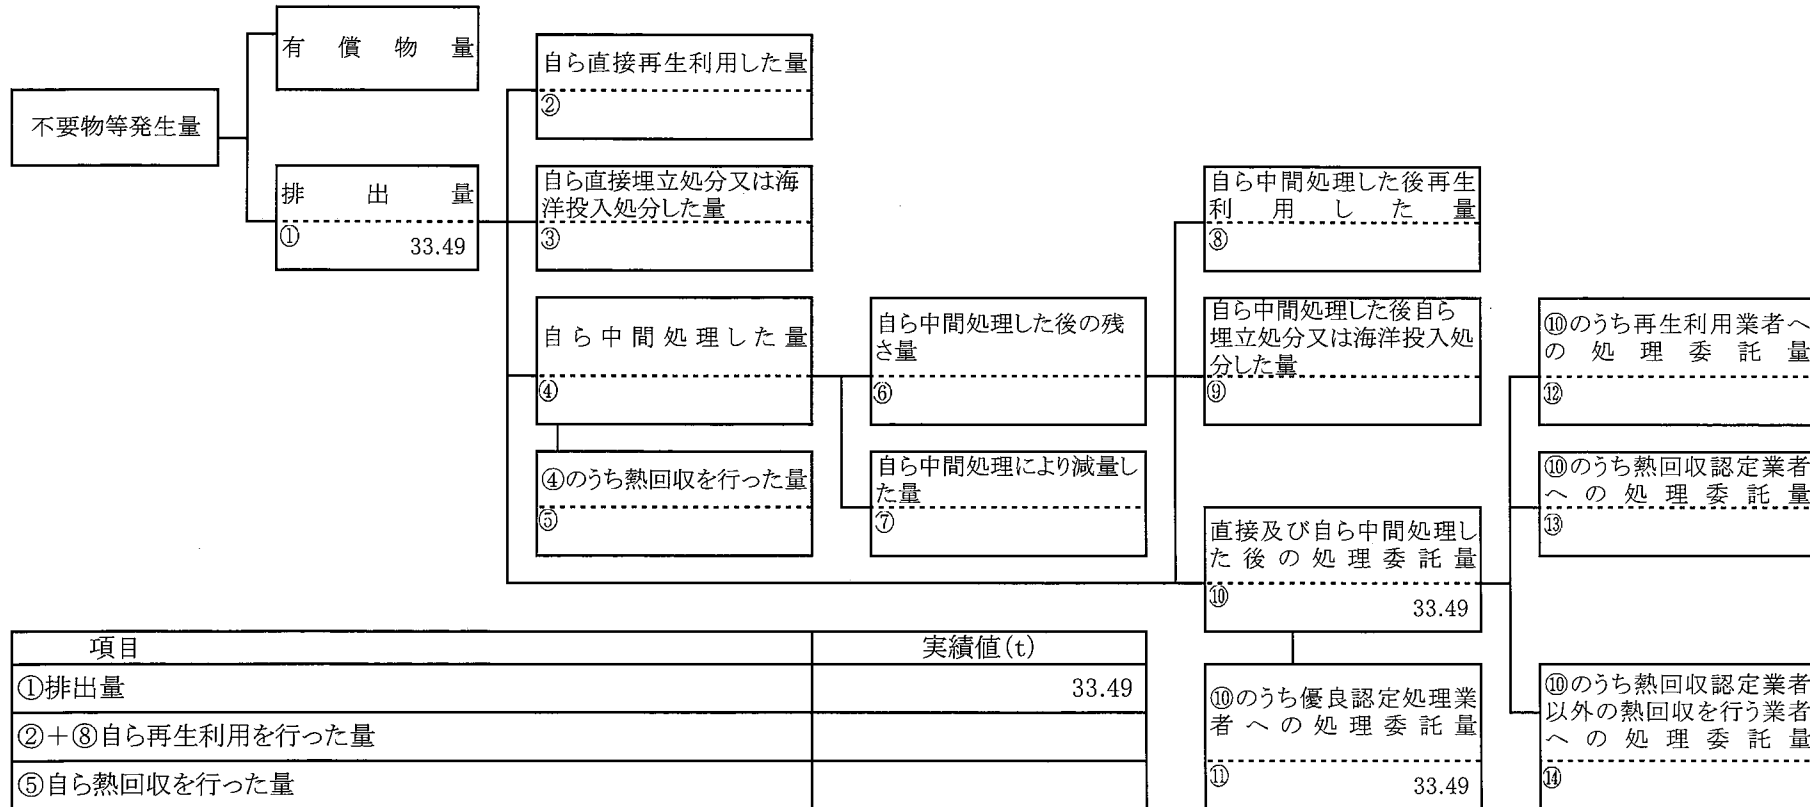 有償物量
不要物等発生量
排出量
①
33.49
自ら直接再生利用した量
②
自ら直接埋立処分又は海
洋投入処分した量
③
自ら中間処理した量
④
④のうち熱回収を行った量
⑤
自ら中間処理した後の残
さ量
⑥
自ら中間処理により減量し
た量
⑦
自ら中間処理した後再生
利用した量
⑧
自ら中間処理した後自ら
埋立処分又は海洋投入処
分した量
⑨
直接及び自ら中間処理し
た後の処理委託量
⑩
33.49
⑩のうち優良認定処理業
者への処理委託量
⑪
33.49
⑩のうち再生利用業者へ
の処理委託量
⑫
⑩のうち熱回収認定業者
への処理委託量
⑬
⑩のうち熱回収認定業者
以外の熱回収を行う業者
への処理委託量
⑭
項目 実績値(t)
①排出量 33.49
②+⑧自ら再生利用を行った量
⑤自ら熱回収を行った量